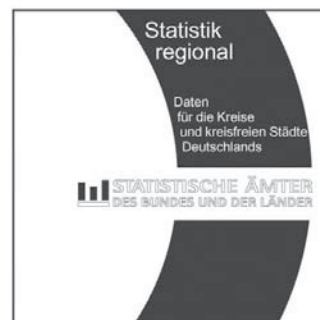 Statistik
regional
Daten
für die Kreise
und kreisfreien Städte
Deutschlands
STATISTISCHE ÄMTER
DES BUNDES UND DER LÄNDER